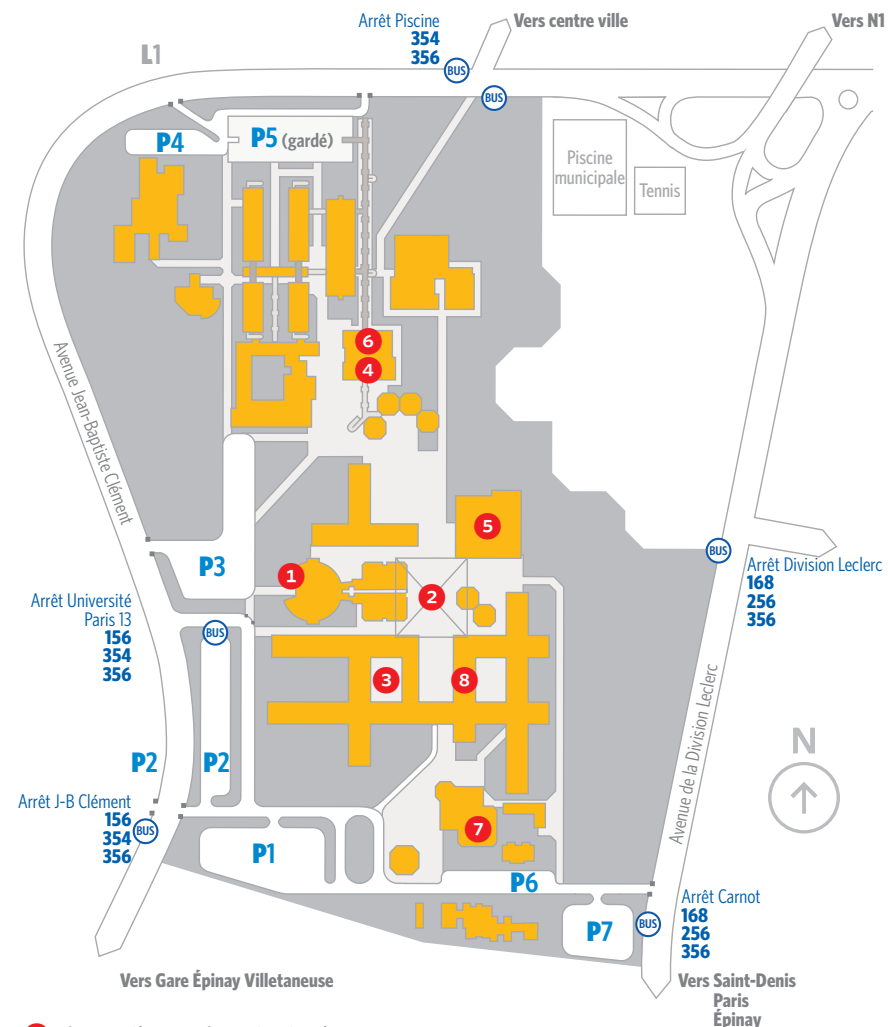 Arrêt Piscine
354
356
BUS
BUS
Vers centre ville
Vers N1
L1
P4
P5 (gardé)
Piscine
municipale
Tennis
6
4
Avenue Jean-Baptiste Clément
5
1
2
P3
BUS
Arrêt Division Leclerc
168
256
356
Arrêt Université
Paris 13
156
354
356
BUS
3
8
P2
P2
Avenue de la Division Leclerc
N
Arrêt J-B Clément
156
354
356
BUS
P1
7
P6
P7
BUS
Arrêt Carnot
168
256
356
Vers Gare Épinay Villetaneuse
Vers Saint-Denis
Paris
Épinay